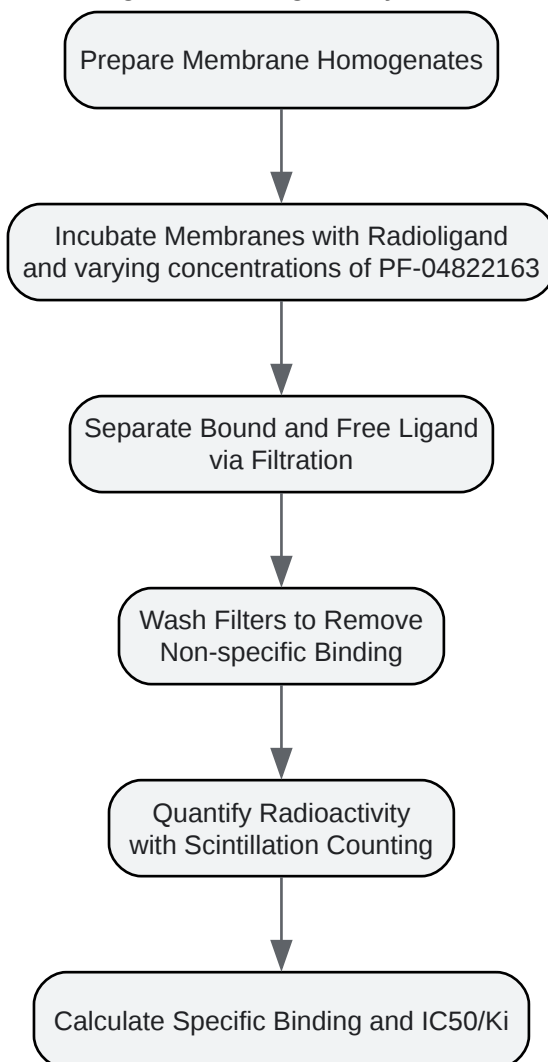 Prepare Membrane Homogenates
Incubate Membranes with Radioligand
and varying concentrations of PF-04822163
Separate Bound and Free Ligand
via Filtration
Wash Filters to Remove
Non-specific Binding
Quantify Radioactivity
with Scintillation Counting
Calculate Specific Binding and IC50/Ki